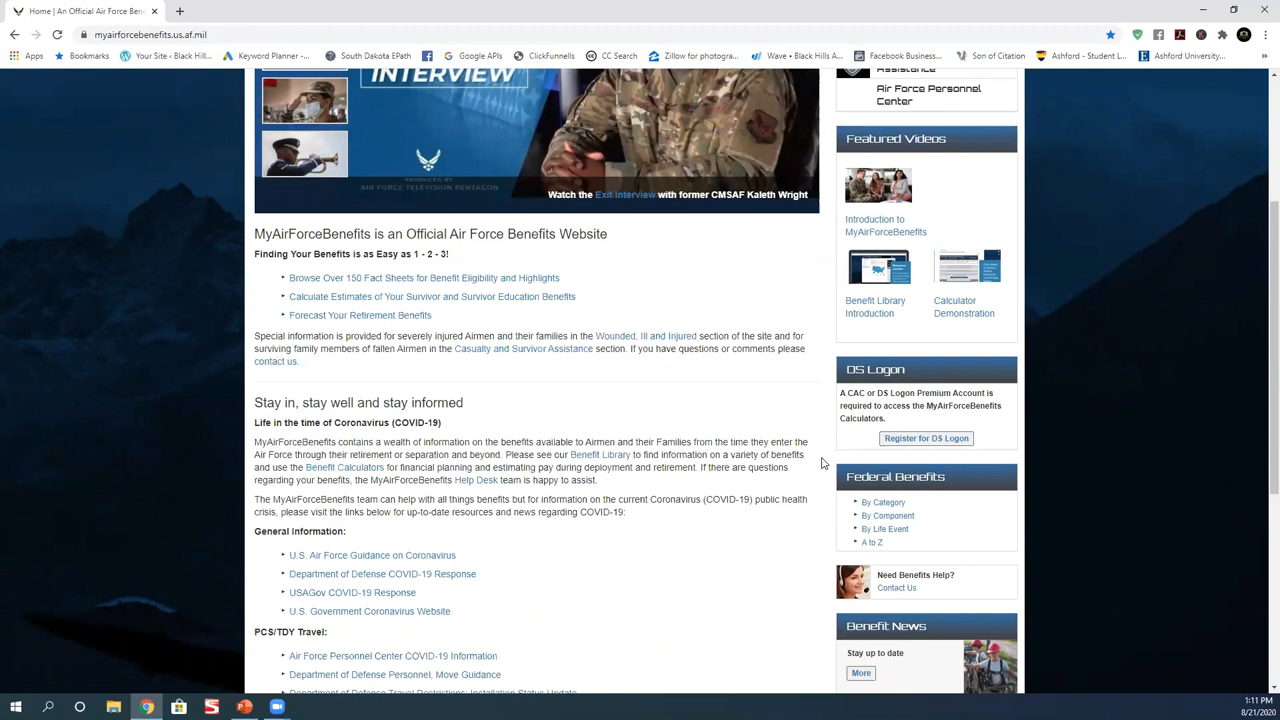 Home | An Official Air Force Ben
myairforcebenefits.us.af.mil
Apps
Bookmarks
Your Site ‹ Black Hill...
Keyword Planner -...
South Dakota EPath
Google APIs
ClickFunnells
CC Search
Zillow for photogra...
Wave • Black Hills A...
Facebook Business...
Son of Citation
Ashford - Student L...
Ashford University:...
»
INTERVIEW
PRODUCED BY
AIR FORCE TELEVISION PENTAGON
Watch the Exit Interview with former CMSAF Kaleth Wright
MyAirForceBenefits is an Official Air Force Benefits Website
Finding Your Benefits is as Easy as 1 - 2 - 3!
Browse Over 150 Fact Sheets for Benefit Eligibility and Highlights
Calculate Estimates of Your Survivor and Survivor Education Benefits
Forecast Your Retirement Benefits
Special information is provided for severely injured Airmen and their families in the Wounded, Ill and Injured section of the site and for
surviving family members of fallen Airmen in the Casualty and Survivor Assistance section. If you have questions or comments please
contact us.
Stay in, stay well and stay informed
Life in the time of Coronavirus (COVID-19)
MyAirForceBenefits contains a wealth of information on the benefits available to Airmen and their Families from the time they enter the
Air Force through their retirement or separation and beyond. Please see our Benefit Library to find information on a variety of benefits
and use the Benefit Calculators for financial planning and estimating pay during deployment and retirement. If there are questions
regarding your benefits, the MyAirForceBenefits Help Desk team is happy to assist.
The MyAirForceBenefits team can help with all things benefits but for information on the current Coronavirus (COVID-19) public health
crisis, please visit the links below for up-to-date resources and news regarding COVID-19:
General Information:
U.S. Air Force Guidance on Coronavirus
Department of Defense COVID-19 Response
USAGov COVID-19 Response
U.S. Government Coronavirus Website
PCS/TDY Travel:
Air Force Personnel Center COVID-19 Information
Department of Defense Personnel, Move Guidance
Department of Defense Travel Restrictions: Installation Status Update
Assistance
Air Force Personnel
Center
Featured Videos
Introduction to
MyAirForceBenefits
Benefit Library
Introduction
Calculator
Demonstration
DS Logon
A CAC or DS Logon Premium Account is
required to access the MyAirForceBenefits
Calculators.
Register for DS Logon
Federal Benefits
By Category
By Component
By Life Event
A to Z
Need Benefits Help?
Contact Us
Benefit News
Stay up to date
More
1:11 PM
8/21/2020